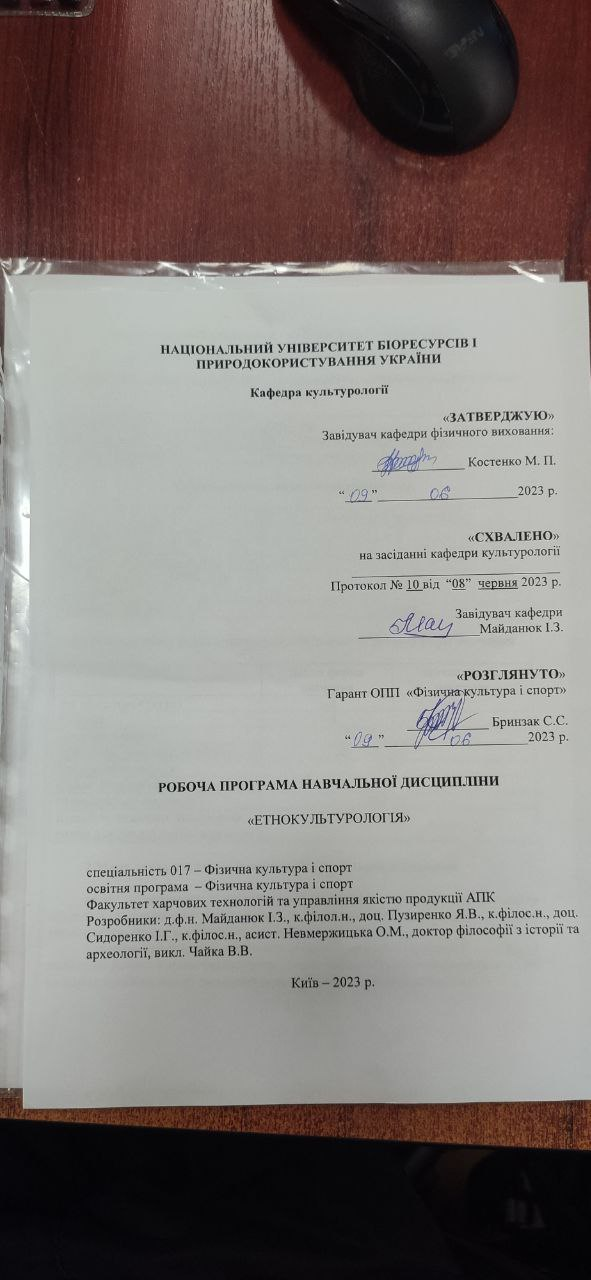 НАЦІОНАЛЬНИЙ УНІВЕРСИТЕТ БІОРЕСУРСІВ І
ПРИРОДОКОРИСТУВАННЯ УКРАЇНИ
Кафедра культурології
«ЗАТВЕРДЖУЮ»
Завідувач кафедри фізичного виховання:
Костенко М. П.
“09” 06 2023 р.
«СХВАЛЕНО»
на засіданні кафедри культурології
Протокол № 10 від “08” червня 2023 р.
Завідувач кафедри
Майданюк І.З.
«РОЗГЛЯНУТО»
Гарант ОПП «Фізична культура і спорт»
Бринзак С.С.
“09” 06 2023 р.
РОБОЧА ПРОГРАМА НАВЧАЛЬНОЇ ДИСЦИПЛІНИ
«ЕТНОКУЛЬТУРОЛОГІЯ»
спеціальність 017 – Фізична культура і спорт
освітня програма – Фізична культура і спорт
Факультет харчових технологій та управління якістю продукції АПК
Розробники: д.ф.н. Майданюк І.З., к.філол.н., доц. Пузиренко Я.В., к.філос.н., доц.
Сидоренко І.Г., к.філос.н., асист. Невмержицька О.М., доктор філософії з історії та
археології, викл. Чайка В.В.
Київ – 2023 р.